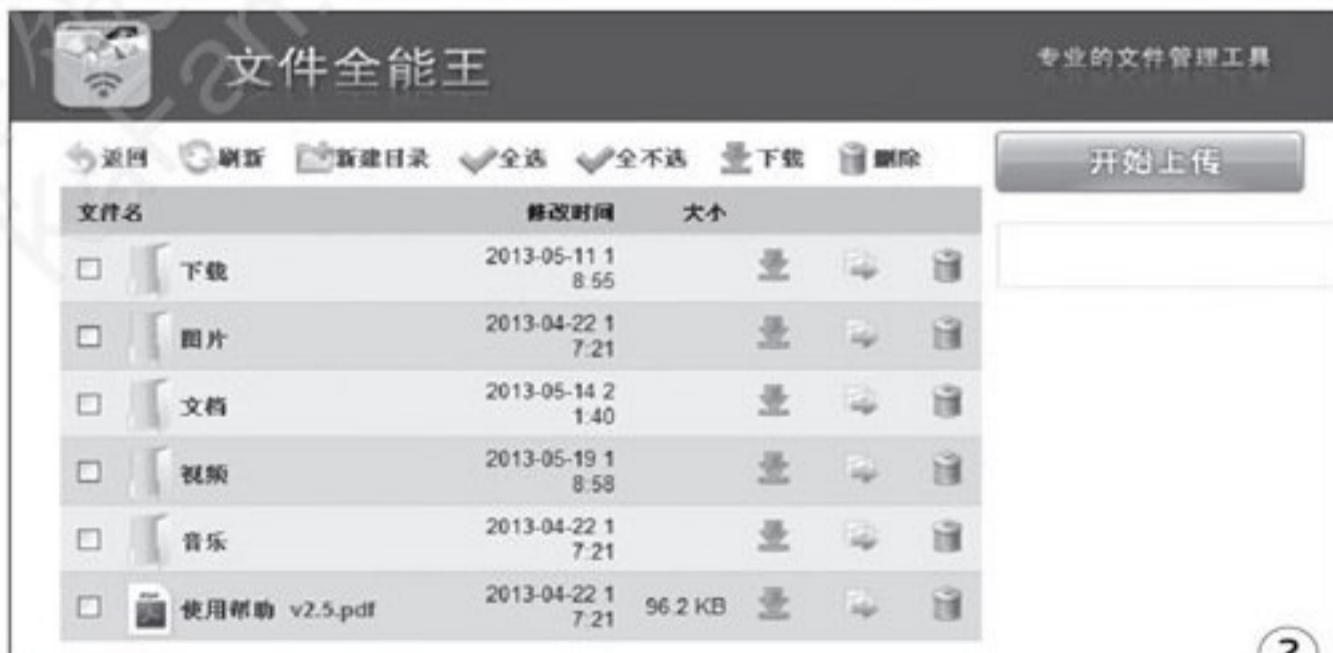 文件全能王
专业的文件管理工具
返回 刷新 新建目录 全选 全不选 下载 删除
开始上传
文件名 修改时间 大小
下载 2013-05-11 1
8:55
图片 2013-04-22 1
7:21
文档 2013-05-14 2
1:40
视频 2013-05-19 1
8:58
音乐 2013-04-22 1
7:21
使用帮助 v2.5.pdf 2013-04-22 1
7:21 96.2 KB